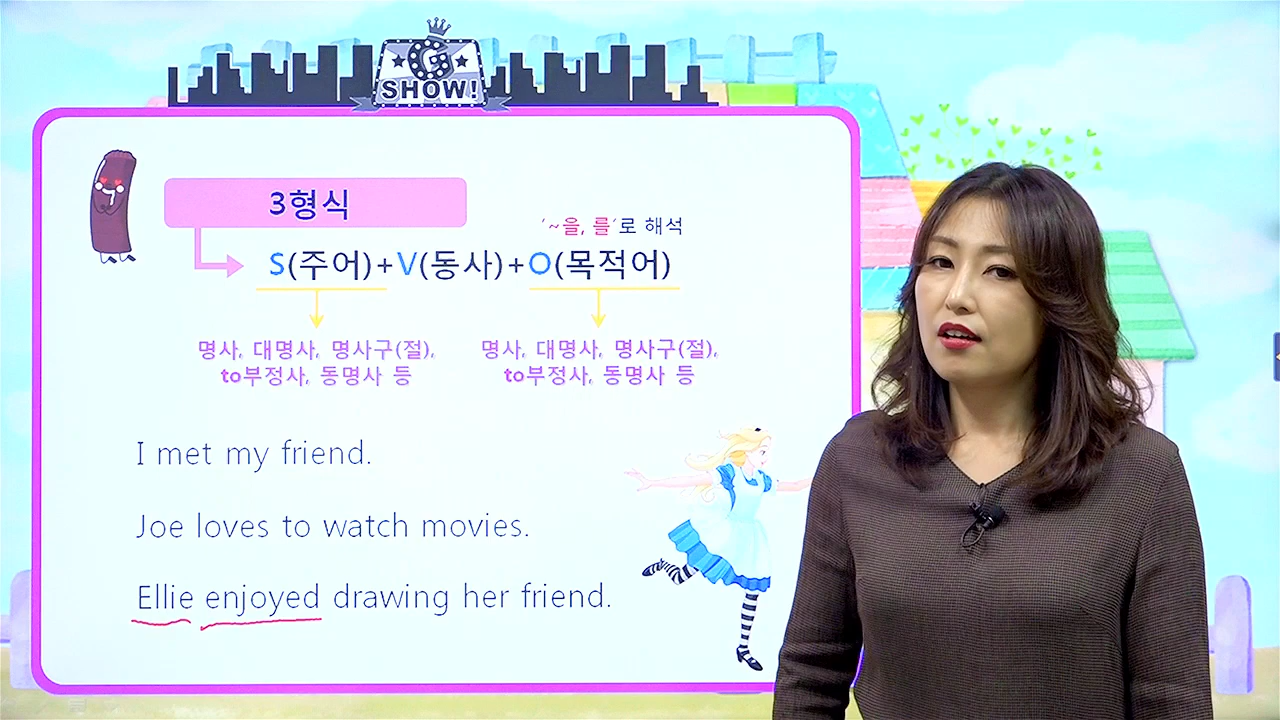 G
SHOW!
3형식
'~을, 를'로 해석
S(주어)+V(동사)+O(목적어)
명사, 대명사, 명사구(절),
to부정사, 동명사 등
명사, 대명사, 명사구(절),
to부정사, 동명사 등
I met my friend.
Joe loves to watch movies.
Ellie enjoyed drawing her friend.